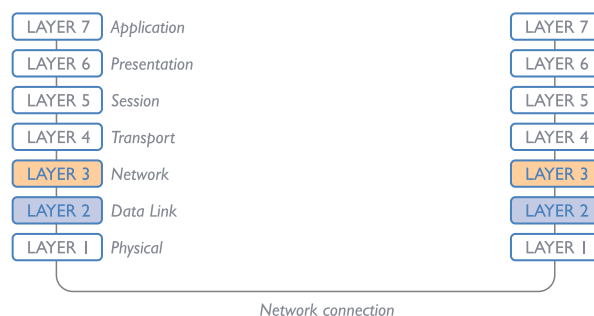 LAYER 7 Application LAYER 7
LAYER 6 Presentation LAYER 6
LAYER 5 Session LAYER 5
LAYER 4 Transport LAYER 4
LAYER 3 Network LAYER 3
LAYER 2 Data Link LAYER 2
LAYER 1 Physical LAYER 1
Network connection